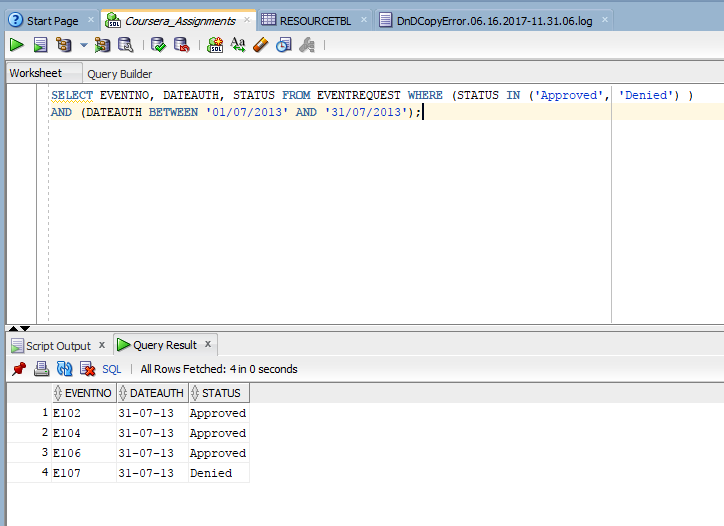 Start Page × Coursera_Assignments × RESOURCETBL × DnDCopyError.06.16.2017-11.31.06.log ×
SQL Aa
Worksheet Query Builder
SELECT EVENTNO, DATEAUTH, STATUS FROM EVENTREQUEST WHERE (STATUS IN ('Approved', 'Denied') )
AND (DATEAUTH BETWEEN '01/07/2013' AND '31/07/2013');
Script Output × Query Result ×
SQL | All Rows Fetched: 4 in 0 seconds
EVENTNO DATEAUTH STATUS
1 E102 31-07-13 Approved
2 E104 31-07-13 Approved
3 E106 31-07-13 Approved
4 E107 31-07-13 Denied